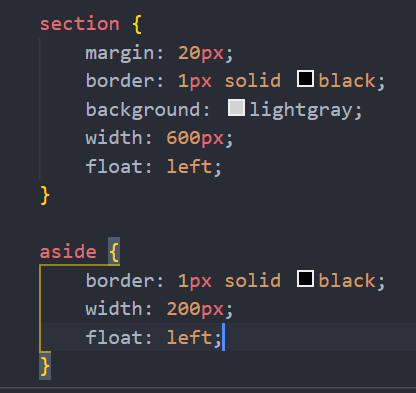 section {
margin: 20px;
border: 1px solid black;
background: lightgray;
width: 600px;
float: left;
}
aside {
border: 1px solid black;
width: 200px;
float: left;
}